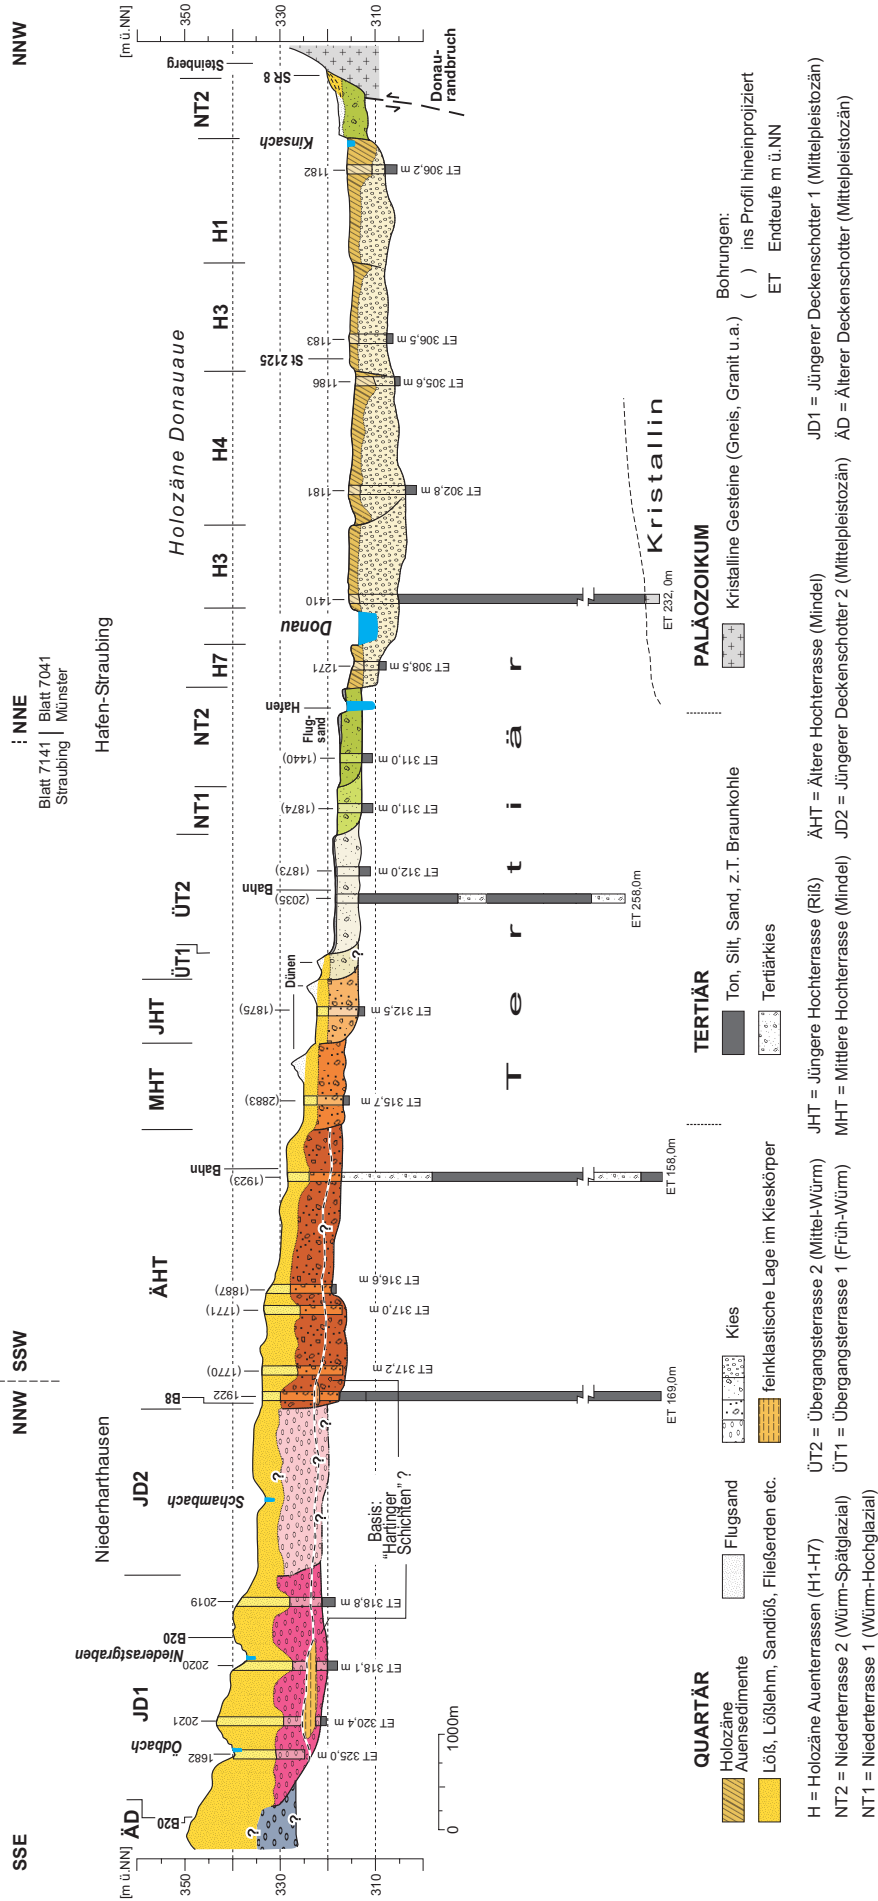 SSE
NNW
SSW
NNE
NNW
Blatt 7141 | Blatt 7041
Straubing | Münster
Niederharthausen
Hafen-Straubing
Holozäne Donauaue
ÄD
JD1
JD2
ÄHT
MHT
JHT
ÜT1
ÜT2
NT1
NT2
H7
H3
H4
H3
H1
NT2
[m ü.NN]
350
330
310
[m ü.NN]
350
330
310
B20
Ödbach
1682
2021
2020
Niederastgraben
B20
2019
Schambach
B8
1922
(1770)
(1771)
(1887)
(1923)
Bahn
(2883)
Dünen
(1875)
(2035)
Bahn
(1873)
(1874)
(1440)
Flug-
sand
Hafen
1271
Donau
1410
1181
1186
St 2125
1183
1182
Kinsach
SR 8
Steinberg
Donau-
randbruch
?
?
?
?
?
?
?
?
?
ET 325,0 m
ET 320,4 m
ET 318,1 m
ET 318,8 m
Basis:
"Hartinger
Schichten" ?
ET 169,0m
ET 317,2 m
ET 317,0 m
ET 316,6 m
ET 158,0m
ET 315,7 m
ET 312,5 m
ET 258,0m
ET 312,0 m
ET 311,0 m
ET 311,0 m
ET 308,5 m
ET 232, 0m
ET 302,8 m
ET 305,6 m
ET 306,5 m
ET 306,2 m
Tertiär
Kristallin
0
1000m
QUARTÄR
Holozäne
Auensedimente
Flugsand
Kies
Löß, Lößlehm, Sandlöß, Fließerden etc.
feinklastische Lage im Kieskörper
TERTIÄR
Ton, Silt, Sand, z.T. Braunkohle
Tertiärkies
PALÄOZOIKUM
Kristalline Gesteine (Gneis, Granit u.a.)
Bohrungen:
( ) ins Profil hineinprojiziert
ET Endteufe m ü.NN
H = Holozäne Auenterrassen (H1-H7)
NT2 = Niederterrasse 2 (Würm-Spätglazial)
NT1 = Niederterrasse 1 (Würm-Hochglazial)
ÜT2 = Übergangsterrasse 2 (Mittel-Würm)
ÜT1 = Übergangsterrasse 1 (Früh-Würm)
JHT = Jüngere Hochterrasse (Riß)
MHT = Mittlere Hochterrasse (Mindel)
ÄHT = Ältere Hochterrasse (Mindel)
JD2 = Jüngerer Deckenschotter 2 (Mittelpleistozän)
JD1 = Jüngerer Deckenschotter 1 (Mittelpleistozän)
ÄD = Älterer Deckenschotter (Mittelpleistozän)